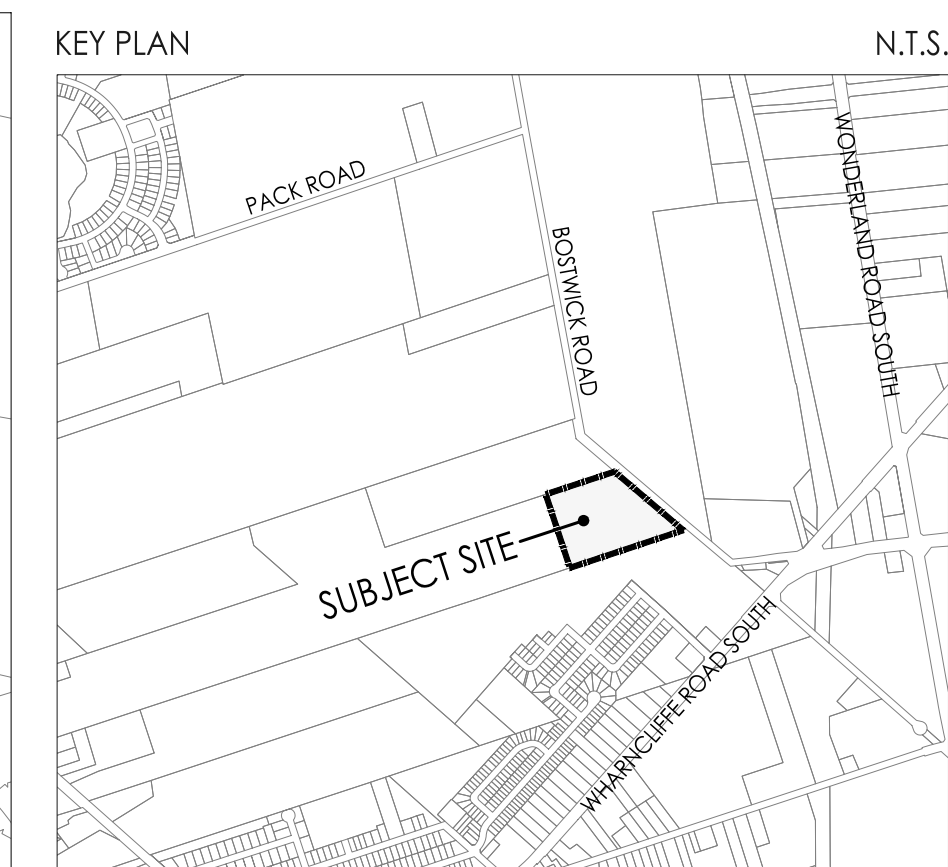 KEY PLAN
N.T.S.
WONDERLAND ROAD SOUTH
PACK ROAD
BOSTWICK ROAD
SUBJECT SITE
WHARNCLIFFE ROAD SOUTH